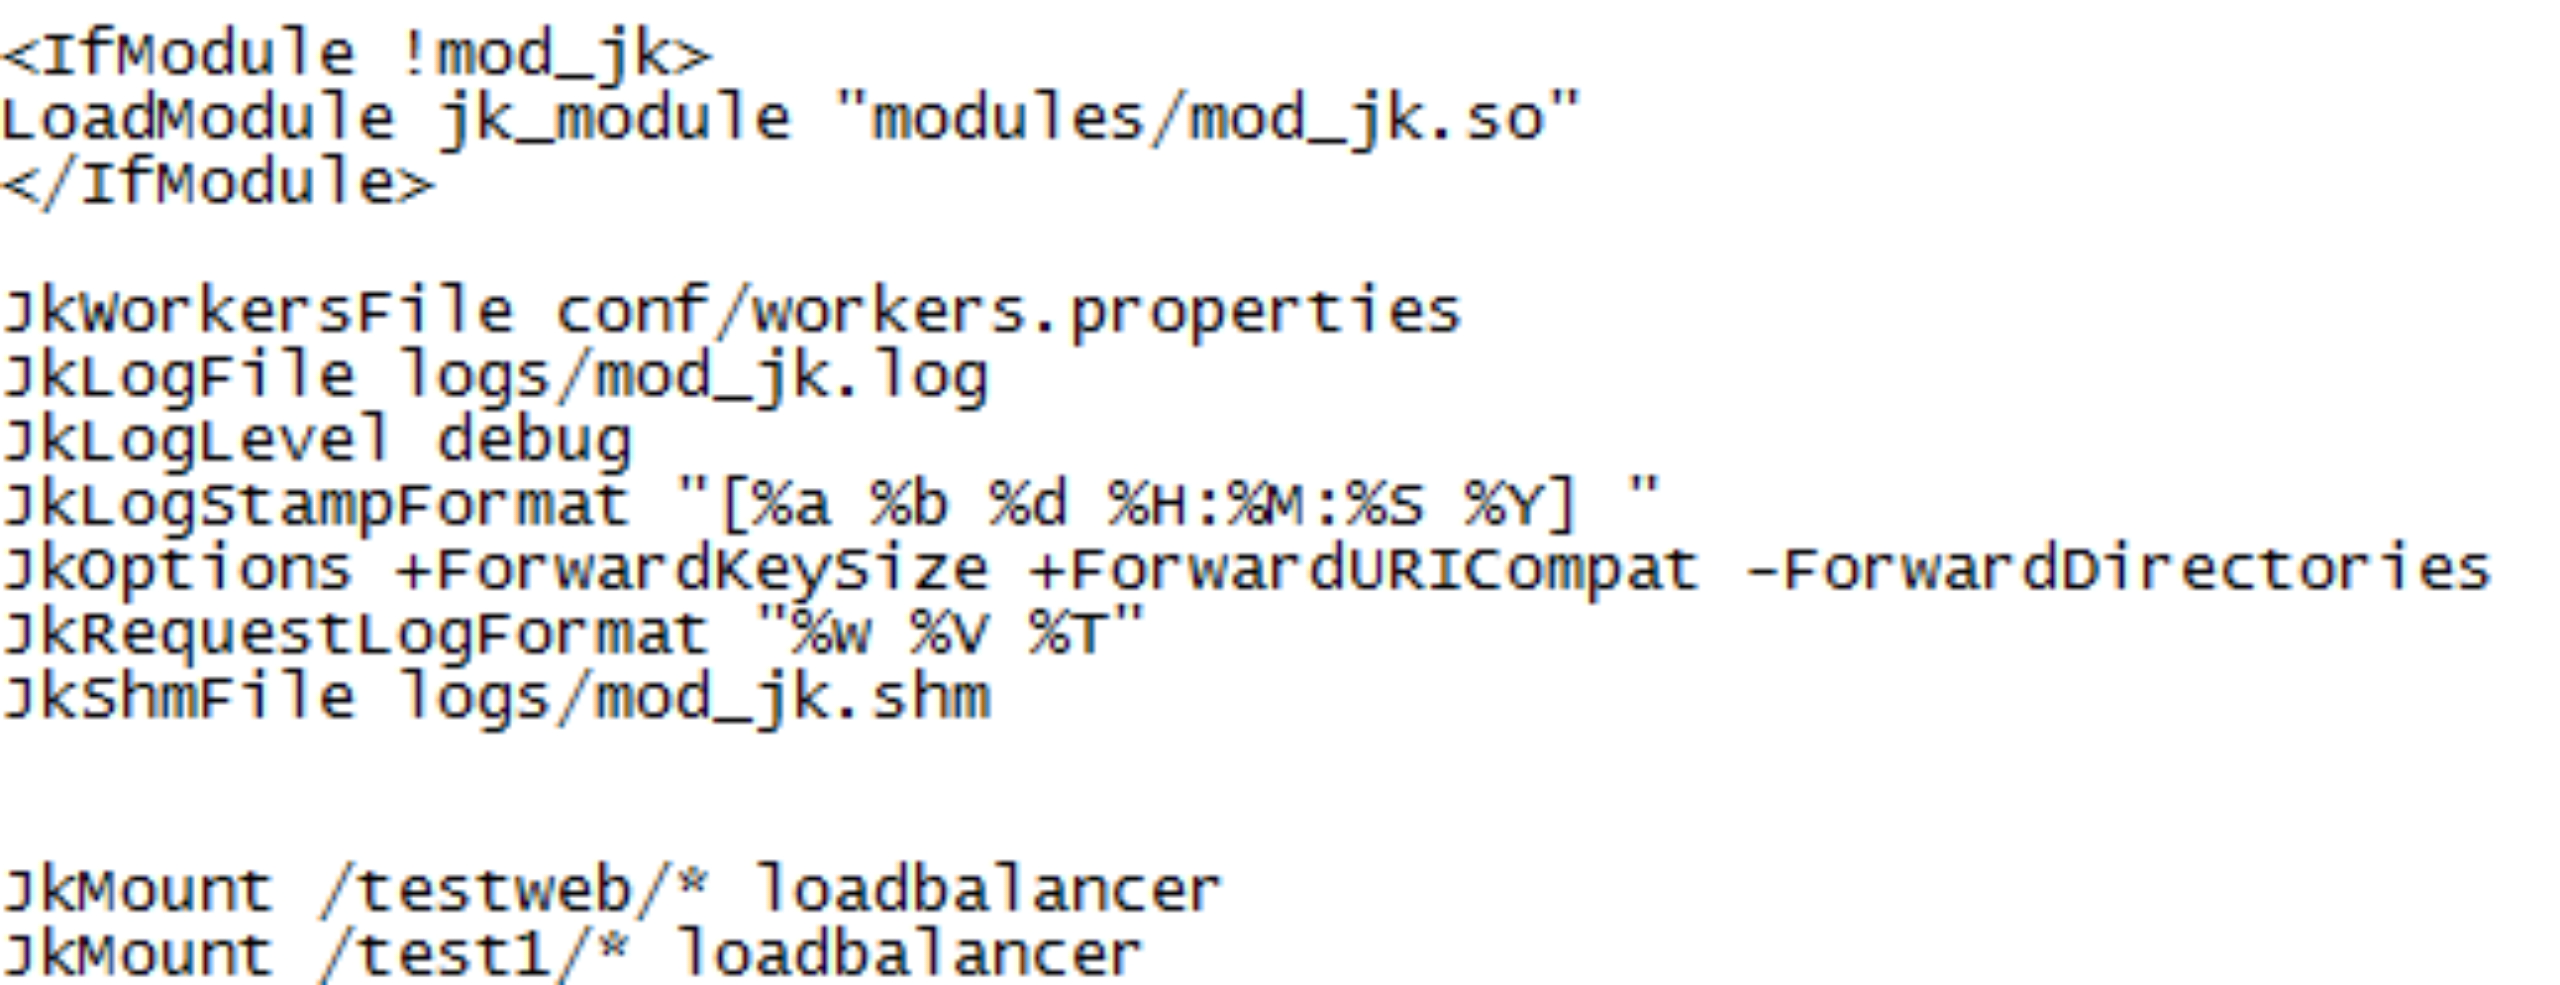 <IfModule !mod_jk>
LoadModule jk_module "modules/mod_jk.so"
</IfModule>
JkWorkersFile conf/workers.properties
JkLogFile logs/mod_jk.log
JkLogLevel debug
JkLogStampFormat "[%a %b %d %H:%M:%S %Y] "
JkOptions +ForwardKeySize +ForwardURICompat -ForwardDirectories
JkRequestLogFormat "%w %V %T"
JkShmFile logs/mod_jk.shm
JkMount /testweb/* loadbalancer
JkMount /test1/* loadbalancer